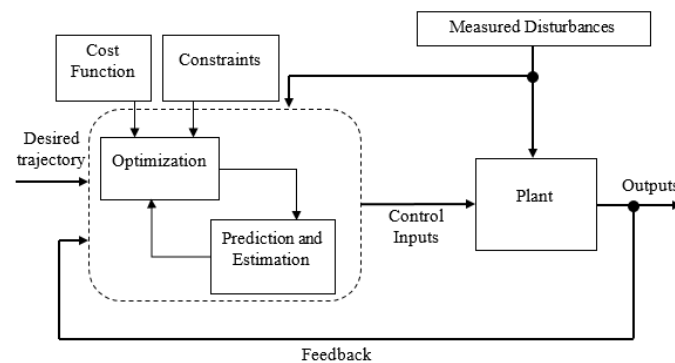 Measured Disturbances
Cost
Function
Constraints
Desired
trajectory
Optimization
Prediction and
Estimation
Control
Inputs
Plant
Outputs
Feedback